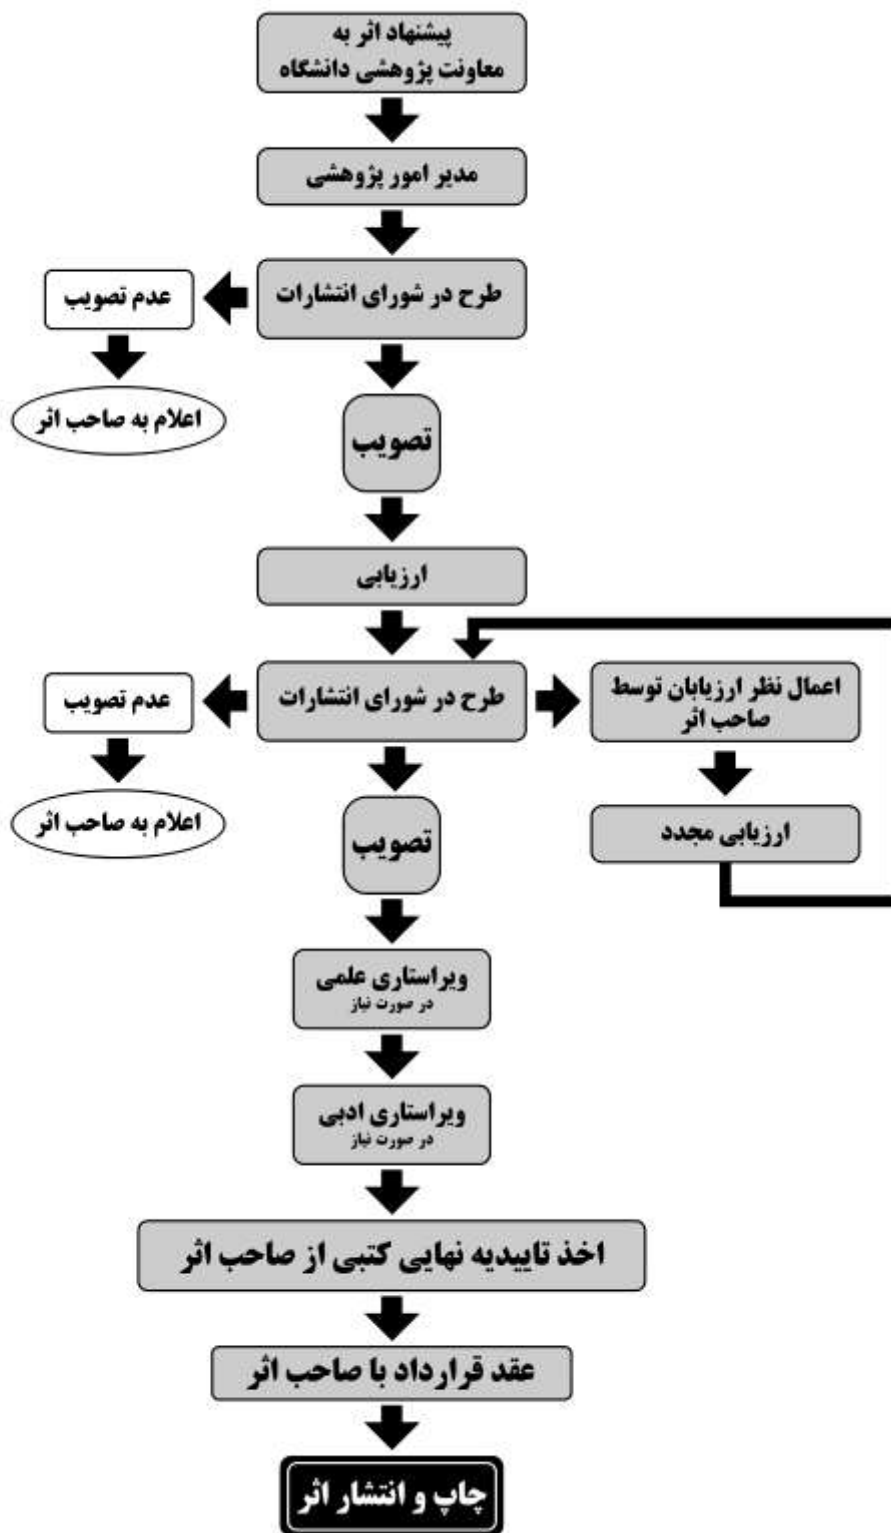 پیشنهاد اثر به
معاونت پژوهشی دانشگاه
مدیر امور پژوهشی
طرح در شورای انتشارات
عدم تصویب
اعلام به صاحب اثر
تصویب
ارزیابی
اعمال نظر ارزیابان توسط
صاحب اثر
طرح در شورای انتشارات
عدم تصویب
ارزیابی مجدد
اعلام به صاحب اثر
تصویب
ویراستاری علمی
در صورت نیاز
ویراستاری ادبی
در صورت نیاز
اخذ تاییدیه نهایی کتبی از صاحب اثر
عقد قرارداد با صاحب اثر
چاپ و انتشار اثر